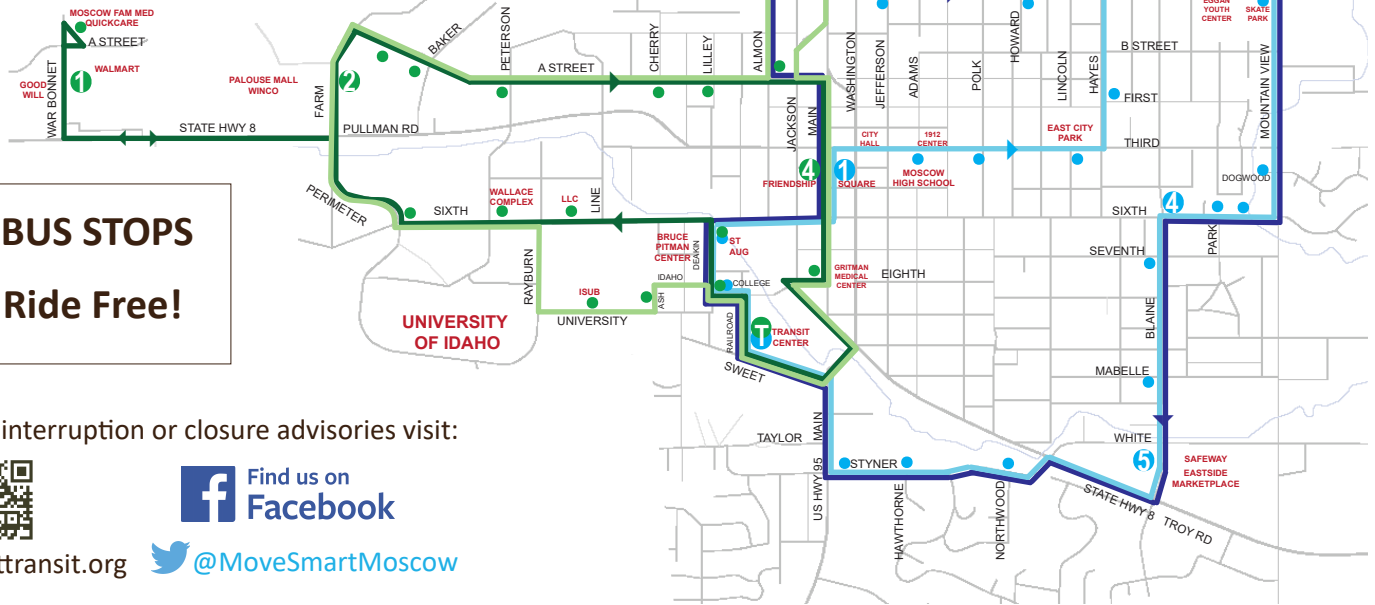 MOSCOW FAM MED
QUICKCARE
A STREET
WALMART
1
GOOD
WILL
WAR BONNET
STATE HWY 8
PALOUSE MALL
WINCO
FARM
2
BAKER
PETERSON
A STREET
CHERRY
LILLEY
ALMON
PULLMAN RD
PERIMETER
SIXTH
WALLACE
COMPLEX
LLC
LINE
JACKSON
MAIN
WASHINGTON
JEFFERSON
ADAMS
POLK
HOWARD
LINCOLN
HAYES
EGGAN
YOUTH
CENTER
SKATE
PARK
B STREET
FIRST
THIRD
MOUNTAIN VIEW
CITY
HALL
1912
CENTER
EAST CITY
PARK
4
1
FRIENDSHIP
SQUARE
MOSCOW
HIGH SCHOOL
DOGWOOD
4
SIXTH
PARK
SEVENTH
BLAINE
MABELLE
WHITE
5
SAFEWAY
EASTSIDE
MARKETPLACE
BRUCE
PITMAN
CENTER
DEAKIN
ST
AUG
IDAHO
COLLEGE
ASH
GRITMAN
MEDICAL
CENTER
EIGHTH
RAYBURN
ISUB
UNIVERSITY
UNIVERSITY
OF IDAHO
RAILROAD
T
TRANSIT
CENTER
SWEET
TAYLOR
MAIN
US HWY 95
STYNER
HAWTHORNE
NORTHWOOD
STATE HWY 8
TROY RD
BUS STOPS
Ride Free!
interruption or closure advisories visit:
Find us on
Facebook
ttransit.org
@MoveSmartMoscow